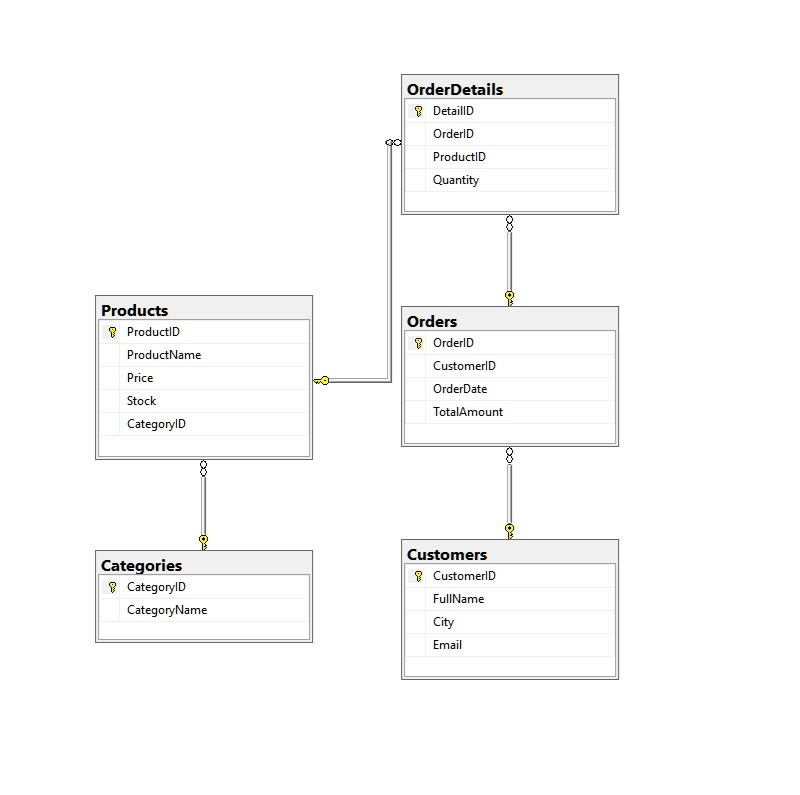 OrderDetails
DetailID
OrderID
ProductID
Quantity
Products
ProductID
ProductName
Price
Stock
CategoryID
Orders
OrderID
CustomerID
OrderDate
TotalAmount
Categories
CategoryID
CategoryName
Customers
CustomerID
FullName
City
Email